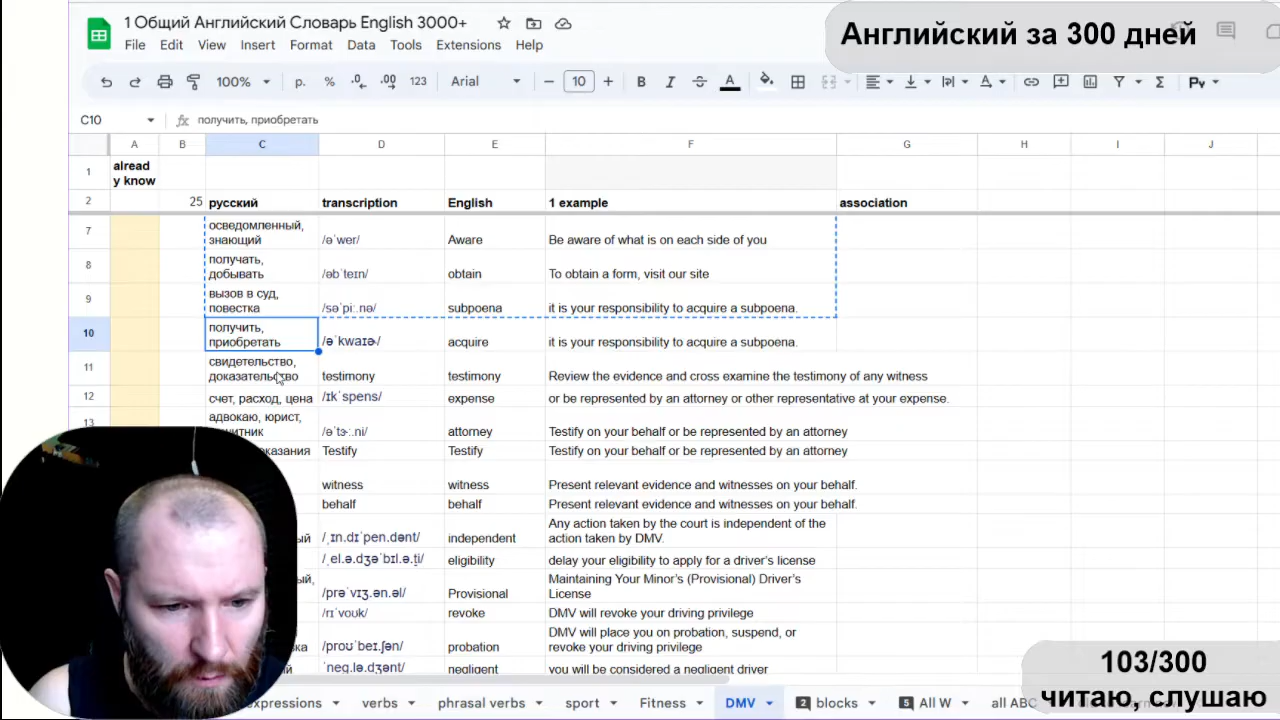 1 Общий Английский Словарь English 3000+
Английский за 300 дней
File Edit View Insert Format Data Tools Extensions Help
100% р. % .0 .00 123 Arial 10 B I A Σ Ру
C10 fx получить, приобретать
A B C D E F G H I J
1 alread
y know
2 25 русский transcription English 1 example association
осведомленный,
7 знающий /əˈwer/ Aware Be aware of what is on each side of you
получать,
8 добывать /əbˈteɪn/ obtain To obtain a form, visit our site
вызов в суд,
9 повестка /səˈpiː.nə/ subpoena it is your responsibility to acquire a subpoena.
получить,
10 приобретать /əˈkwaɪɚ/ acquire it is your responsibility to acquire a subpoena.
свидетельство,
11 доказательство testimony testimony Review the evidence and cross examine the testimony of any witness
12 счет, расход, цена /ɪkˈspens/ expense or be represented by an attorney or other representative at your expense.
адвокаю, юрист,
13 /əˈtɝː.ni/ attorney Testify on your behalf or be represented by an attorney
Testify Testify Testify on your behalf or be represented by an attorney
witness witness Present relevant evidence and witnesses on your behalf.
behalf behalf Present relevant evidence and witnesses on your behalf.
Any action taken by the court is independent of the
/ˌɪn.dɪˈpen.dənt/ independent action taken by DMV.
/ˌel.ə.dʒəˈbɪl.ə.t̬i/ eligibility delay your eligibility to apply for a driver's license
Maintaining Your Minor's (Provisional) Driver's
/prəˈvɪʒ.ən.əl/ Provisional License
/rɪˈvoʊk/ revoke DMV will revoke your driving privilege
DMV will place you on probation, suspend, or
/proʊˈbeɪ.ʃən/ probation revoke your driving privilege
ˈneg.lə.dʒənt/ negligent you will be considered a negligent driver
103/300
читаю, слушаю
expressions verbs phrasal verbs sport Fitness DMV 2 blocks 5 All W all ABC